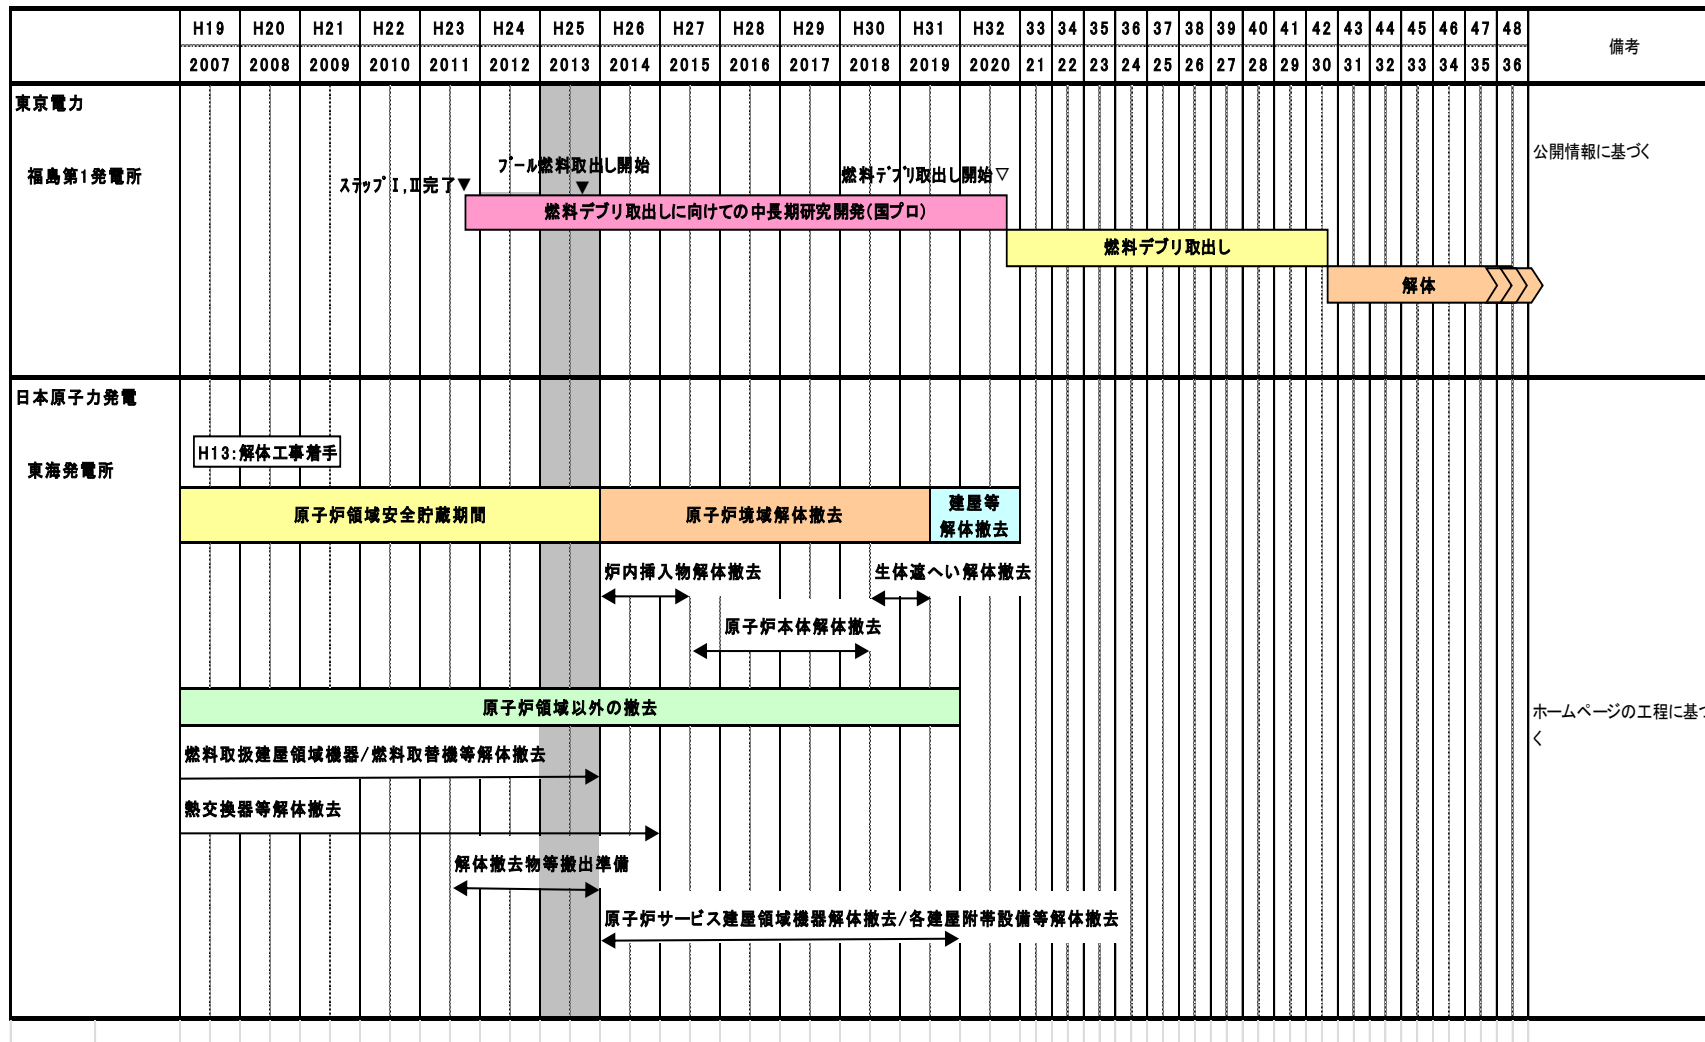 H19 H20 H21 H22 H23 H24 H25 H26 H27 H28 H29 H30 H31 H32 33 34 35 36 37 38 39 40 41 42 43 44 45 46 47 48
備考
2007 2008 2009 2010 2011 2012 2013 2014 2015 2016 2017 2018 2019 2020 21 22 23 24 25 26 27 28 29 30 31 32 33 34 35 36
東京電力
公開情報に基づく
福島第1発電所
プール燃料取出し開始
ステップⅠ,Ⅱ完了▼
▼
燃料デブリ取出し開始▽
燃料デブリ取出しに向けての中長期研究開発(国プロ)
燃料デブリ取出し
解体
日本原子力発電
H13:解体工事着手
東海発電所
原子炉領域安全貯蔵期間
原子炉境域解体撤去
建屋等
解体撤去
炉内挿入物解体撤去
生体遮へい解体撤去
原子炉本体解体撤去
原子炉領域以外の撤去
ホームページの工程に基づ
く
燃料取扱建屋領域機器/燃料取替機等解体撤去
熱交換器等解体撤去
解体撤去物等搬出準備
原子炉サービス建屋領域機器解体撤去/各建屋附帯設備等解体撤去